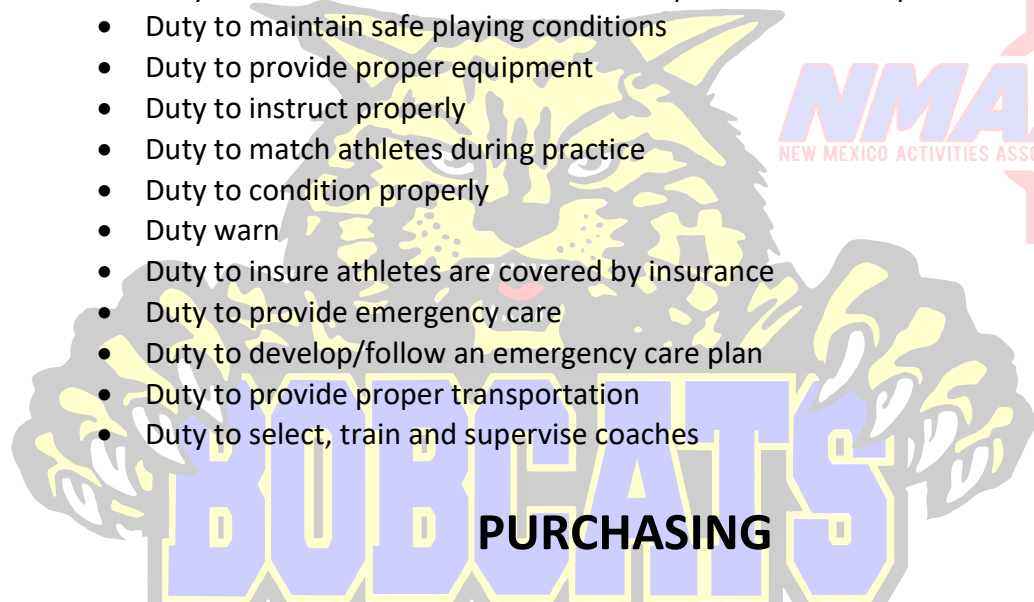 • Duty to maintain safe playing conditions
• Duty to provide proper equipment
• Duty to instruct properly
• Duty to match athletes during practice
• Duty to condition properly
• Duty warn
• Duty to insure athletes are covered by insurance
• Duty to provide emergency care
• Duty to develop/follow an emergency care plan
• Duty to provide proper transportation
• Duty to select, train and supervise coaches
PURCHASING
NMA
NEW MEXICO ACTIVITIES
BOBCATS